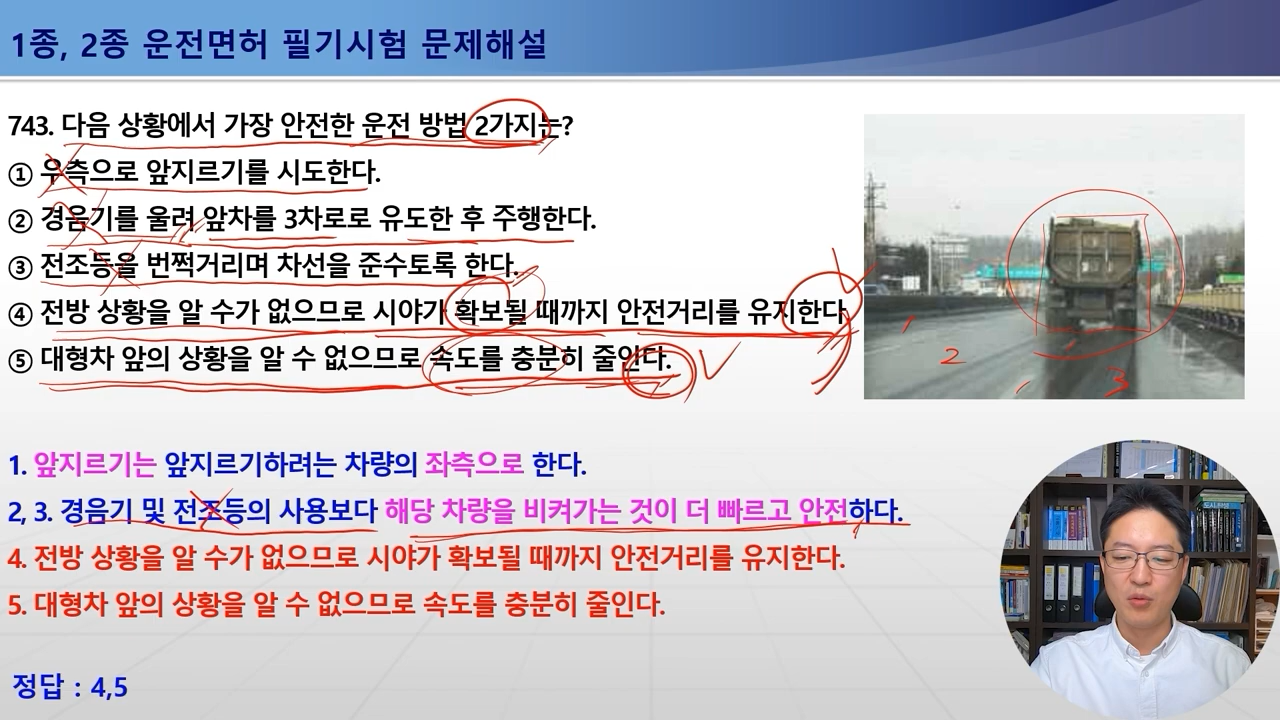 1종, 2종 운전면허 필기시험 문제해설
743. 다음 상황에서 가장 안전한 운전 방법 2가지는?
① 우측으로 앞지르기를 시도한다.
② 경음기를 울려 앞차를 3차로로 유도한 후 주행한다.
③ 전조등을 번쩍거리며 차선을 준수토록 한다.
④ 전방 상황을 알 수가 없으므로 시야가 확보될 때까지 안전거리를 유지한다.
⑤ 대형차 앞의 상황을 알 수 없으므로 속도를 충분히 줄인다.
1 2 3
1. 앞지르기는 앞지르기하려는 차량의 좌측으로 한다.
2, 3. 경음기 및 전조등의 사용보다 해당 차량을 비켜가는 것이 더 빠르고 안전하다.
4. 전방 상황을 알 수가 없으므로 시야가 확보될 때까지 안전거리를 유지한다.
5. 대형차 앞의 상황을 알 수 없으므로 속도를 충분히 줄인다.
정답 : 4,5